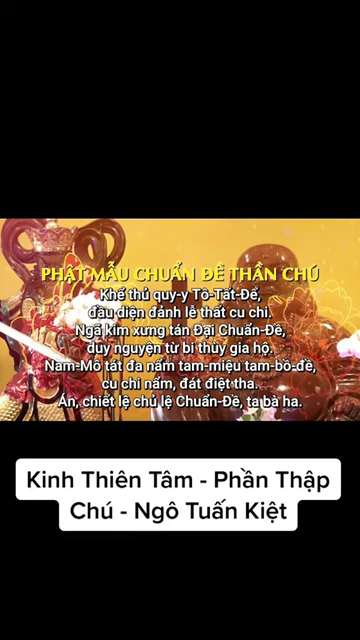 PHẬT MẪU CHUẨN ĐỀ THẦN CHÚ
Khể thủ quy-y Tô-Tất-Đế,
đầu diện đảnh lễ thất cu chi.
Ngã kim xưng tán Đại Chuẩn-Đề,
duy nguyện từ bi thùy gia hộ.
Nam-Mô tát đa nẩm tam-miệu tam-bồ-đề,
cu chi nẩm, đát điệt tha.
Án, chiết lệ chủ lệ Chuẩn-Đề, ta bà ha.
Kinh Thiên Tâm - Phần Thập
Chú - Ngô Tuấn Kiệt